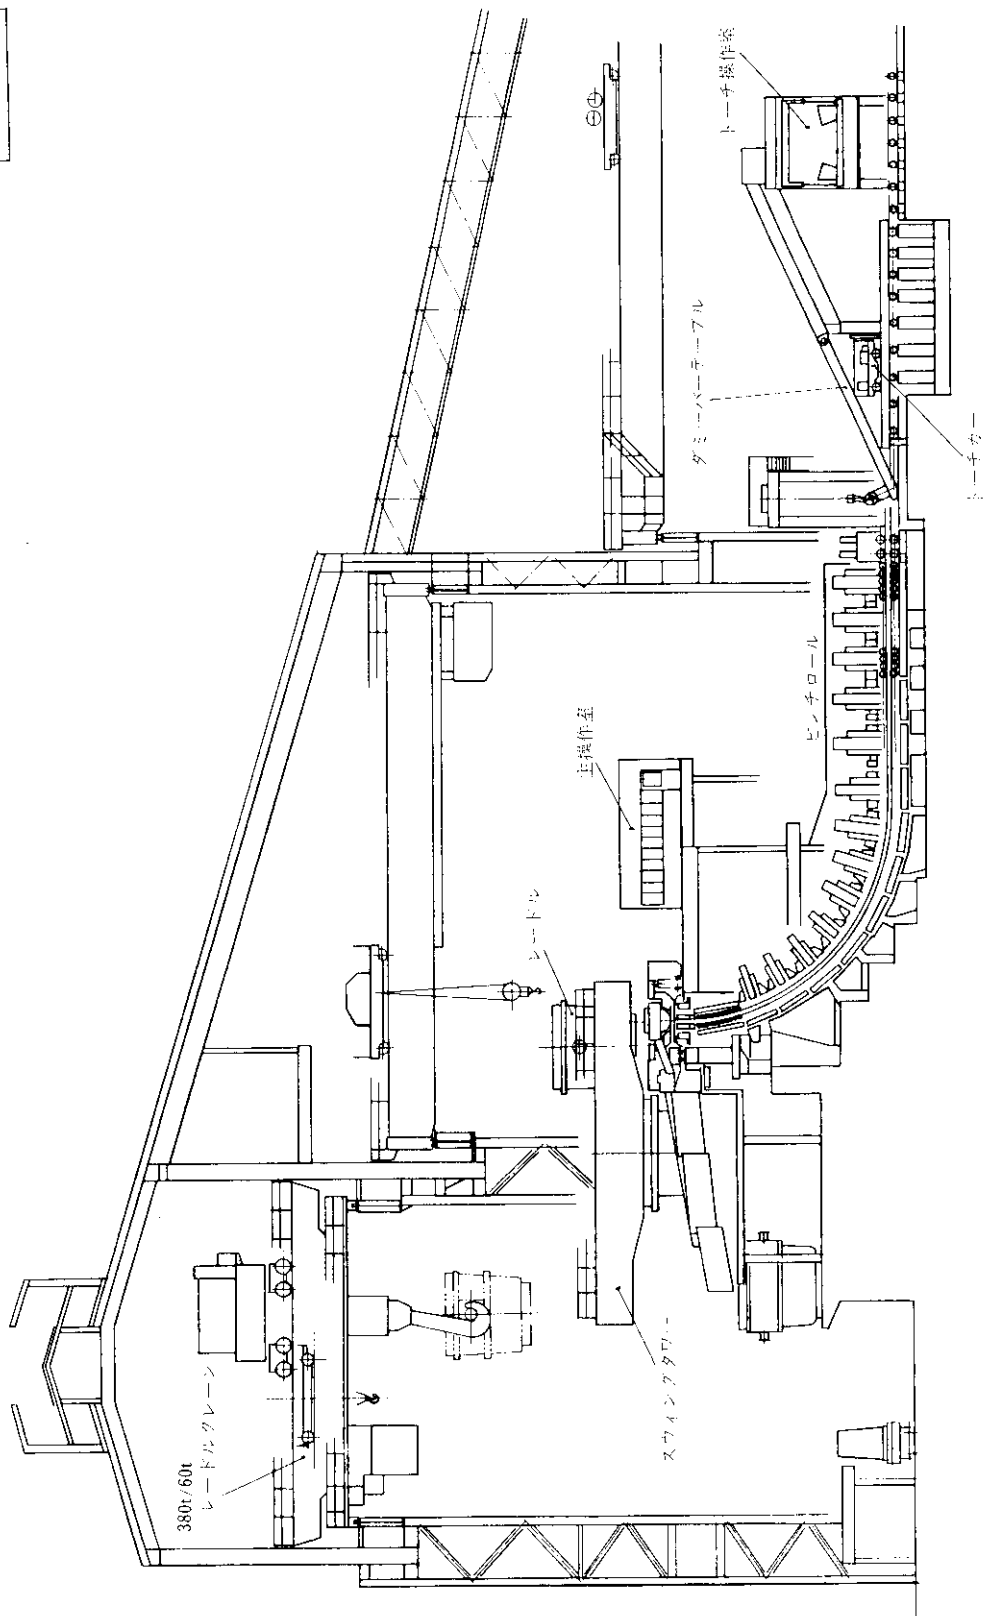 380t/60t
レードルクレーン
スウィングタワー
レードル
主操作室
ピンチロール
ダミーバーテーブル
トーチカー
トーチ操作室